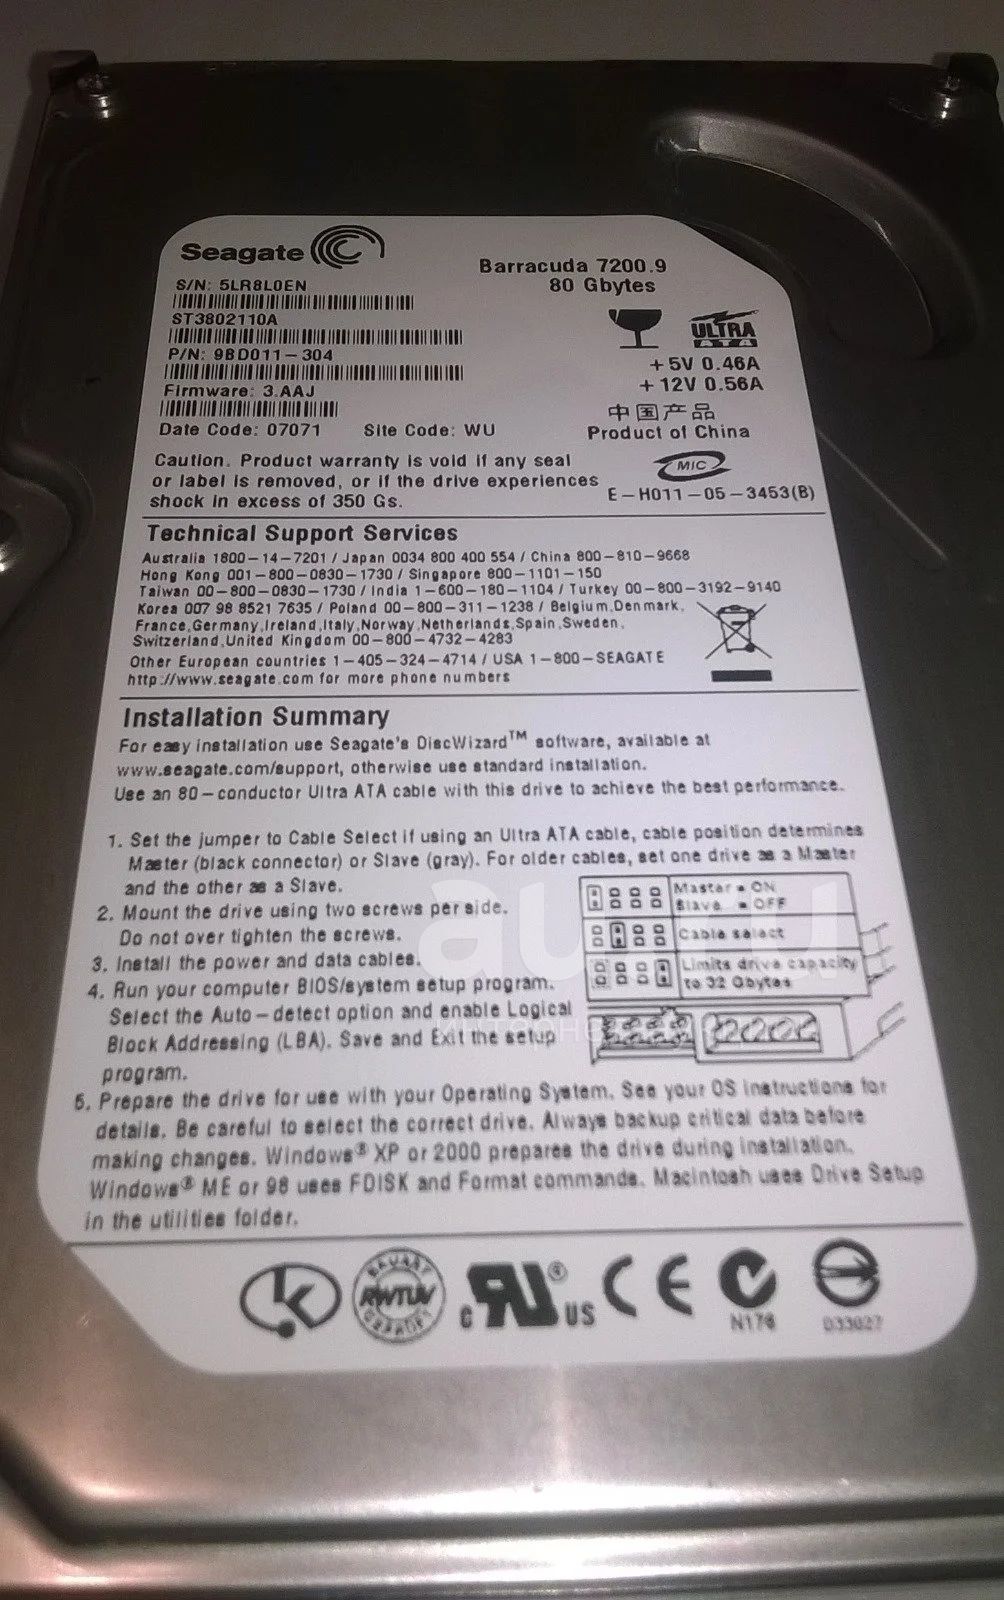 Seagate
Barracuda 7200.9
80 Gbytes
S/N: 5LR8L0EN
ST3802110A
P/N: 9BD011-304
Firmware: 3.AAJ
Date Code: 07071 Site Code: WU
ULTRA
ATA
+5V 0.46A
+12V 0.56A
中国产品
Product of China
MIC
E-H011-05-3453(B)
Caution. Product warranty is void if any seal
or label is removed, or if the drive experiences
shock in excess of 350 Gs.
Technical Support Services
Australia 1800-14-7201 / Japan 0034 800 400 554 / China 800-810-9668
Hong Kong 001-800-0830-1730 / Singapore 800-1101-150
Taiwan 00-800-0830-1730 / India 1-600-180-1104 / Turkey 00-800-3192-9140
Korea 007 98 8521 7635 / Poland 00-800-311-1238 / Belgium,Denmark,
France,Germany,Ireland,Italy,Norway,Netherlands,Spain,Sweden,
Switzerland,United Kingdom 00-800-4732-4283
Other European countries 1-405-324-4714 / USA 1-800-SEAGATE
http://www.seagate.com for more phone numbers
Installation Summary
For easy installation use Seagate's DiscWizard™ software, available at
www.seagate.com/support, otherwise use standard installation.
Use an 80-conductor Ultra ATA cable with this drive to achieve the best performance.
1. Set the jumper to Cable Select if using an Ultra ATA cable, cable position determines
Master (black connector) or Slave (gray). For older cables, set one drive as a Master
and the other as a Slave.
2. Mount the drive using two screws per side.
Do not over tighten the screws.
3. Install the power and data cables.
4. Run your computer BIOS/system setup program.
Select the Auto-detect option and enable Logical
Block Addressing (LBA). Save and Exit the setup
program.
Master = ON
Slave = OFF
Cable select
Limits drive capacity
to 32 Gbytes
5. Prepare the drive for use with your Operating System. See your OS instructions for
details. Be careful to select the correct drive. Always backup critical data before
making changes. Windows® XP or 2000 prepares the drive during installation.
Windows® ME or 98 uses FDISK and Format commands. Macintosh uses Drive Setup
in the utilities folder.
RWTUV
c RU ® US
CE
N176
D33027